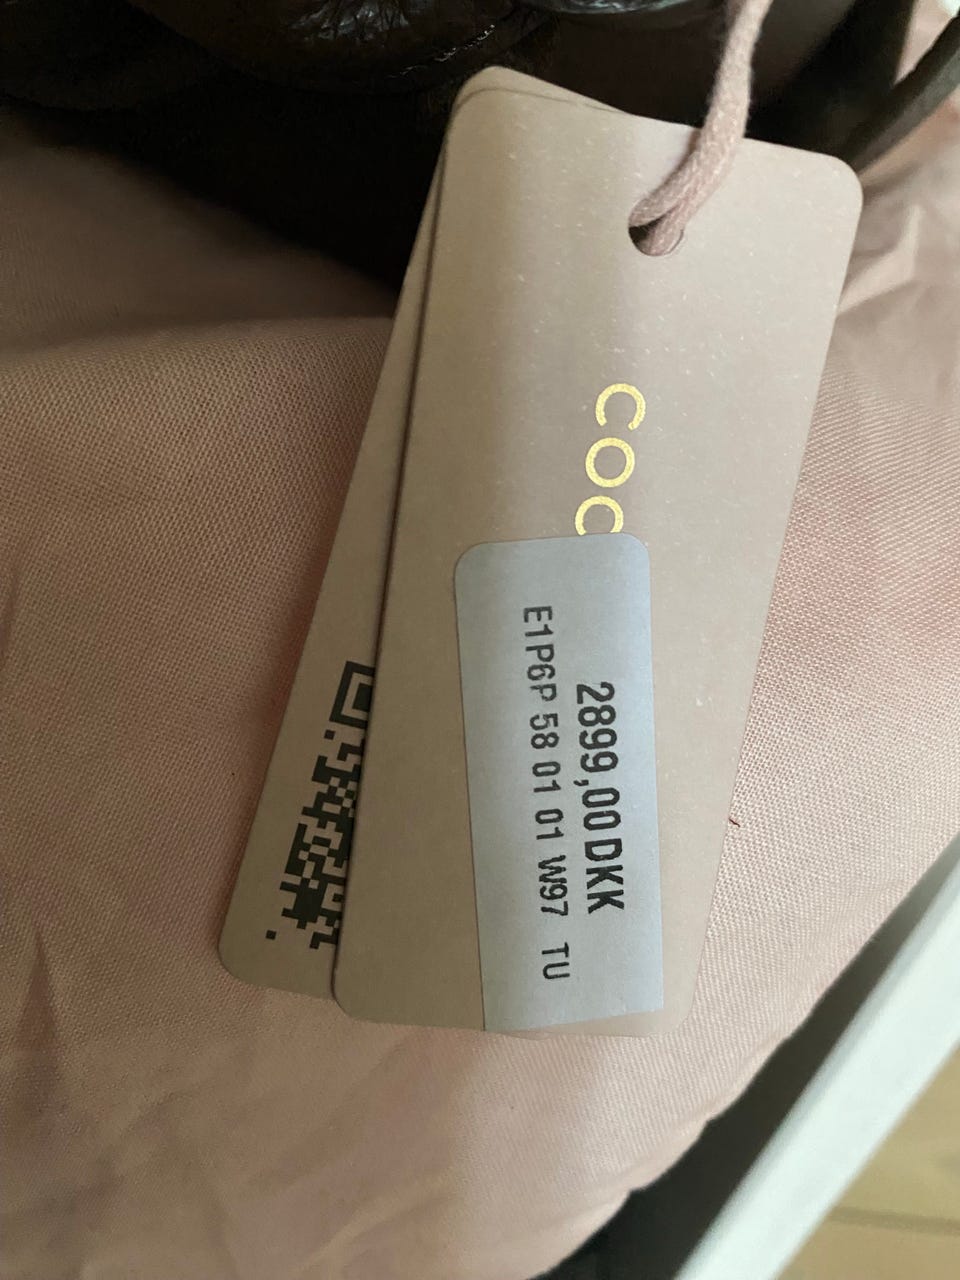 COC
2899,00 DKK
E1P6P 58 01 01 W97 TU